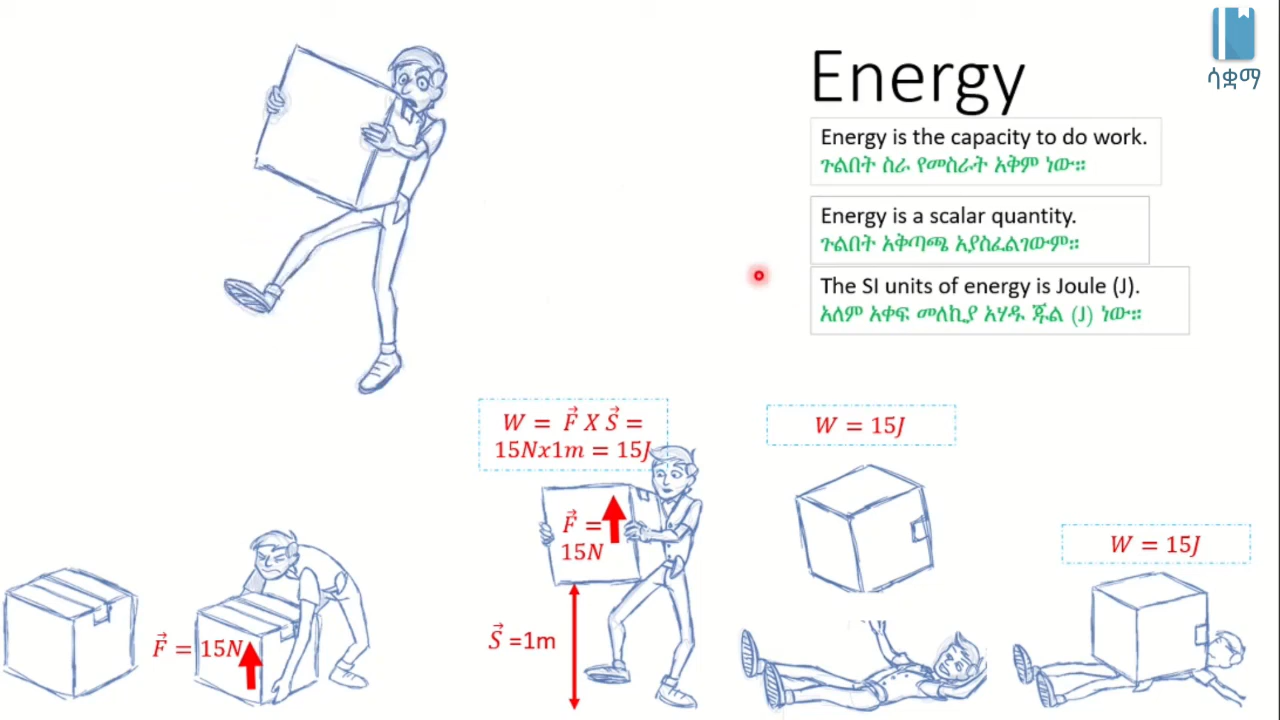 ሳቋማ
Energy
Energy is the capacity to do work.
ጉልበት ስራ የመስራት አቅም ነው።
Energy is a scalar quantity.
ጉልበት አቅጣጫ አያስፈልገውም።
The SI units of energy is Joule (J).
አለም አቀፍ መለኪያ አሃዱ ጁል (J) ነው።
W = F⃗ X S⃗ =
15Nx1m = 15J
W = 15J
F⃗ =
15N
W = 15J
F⃗ = 15N
S⃗ =1m